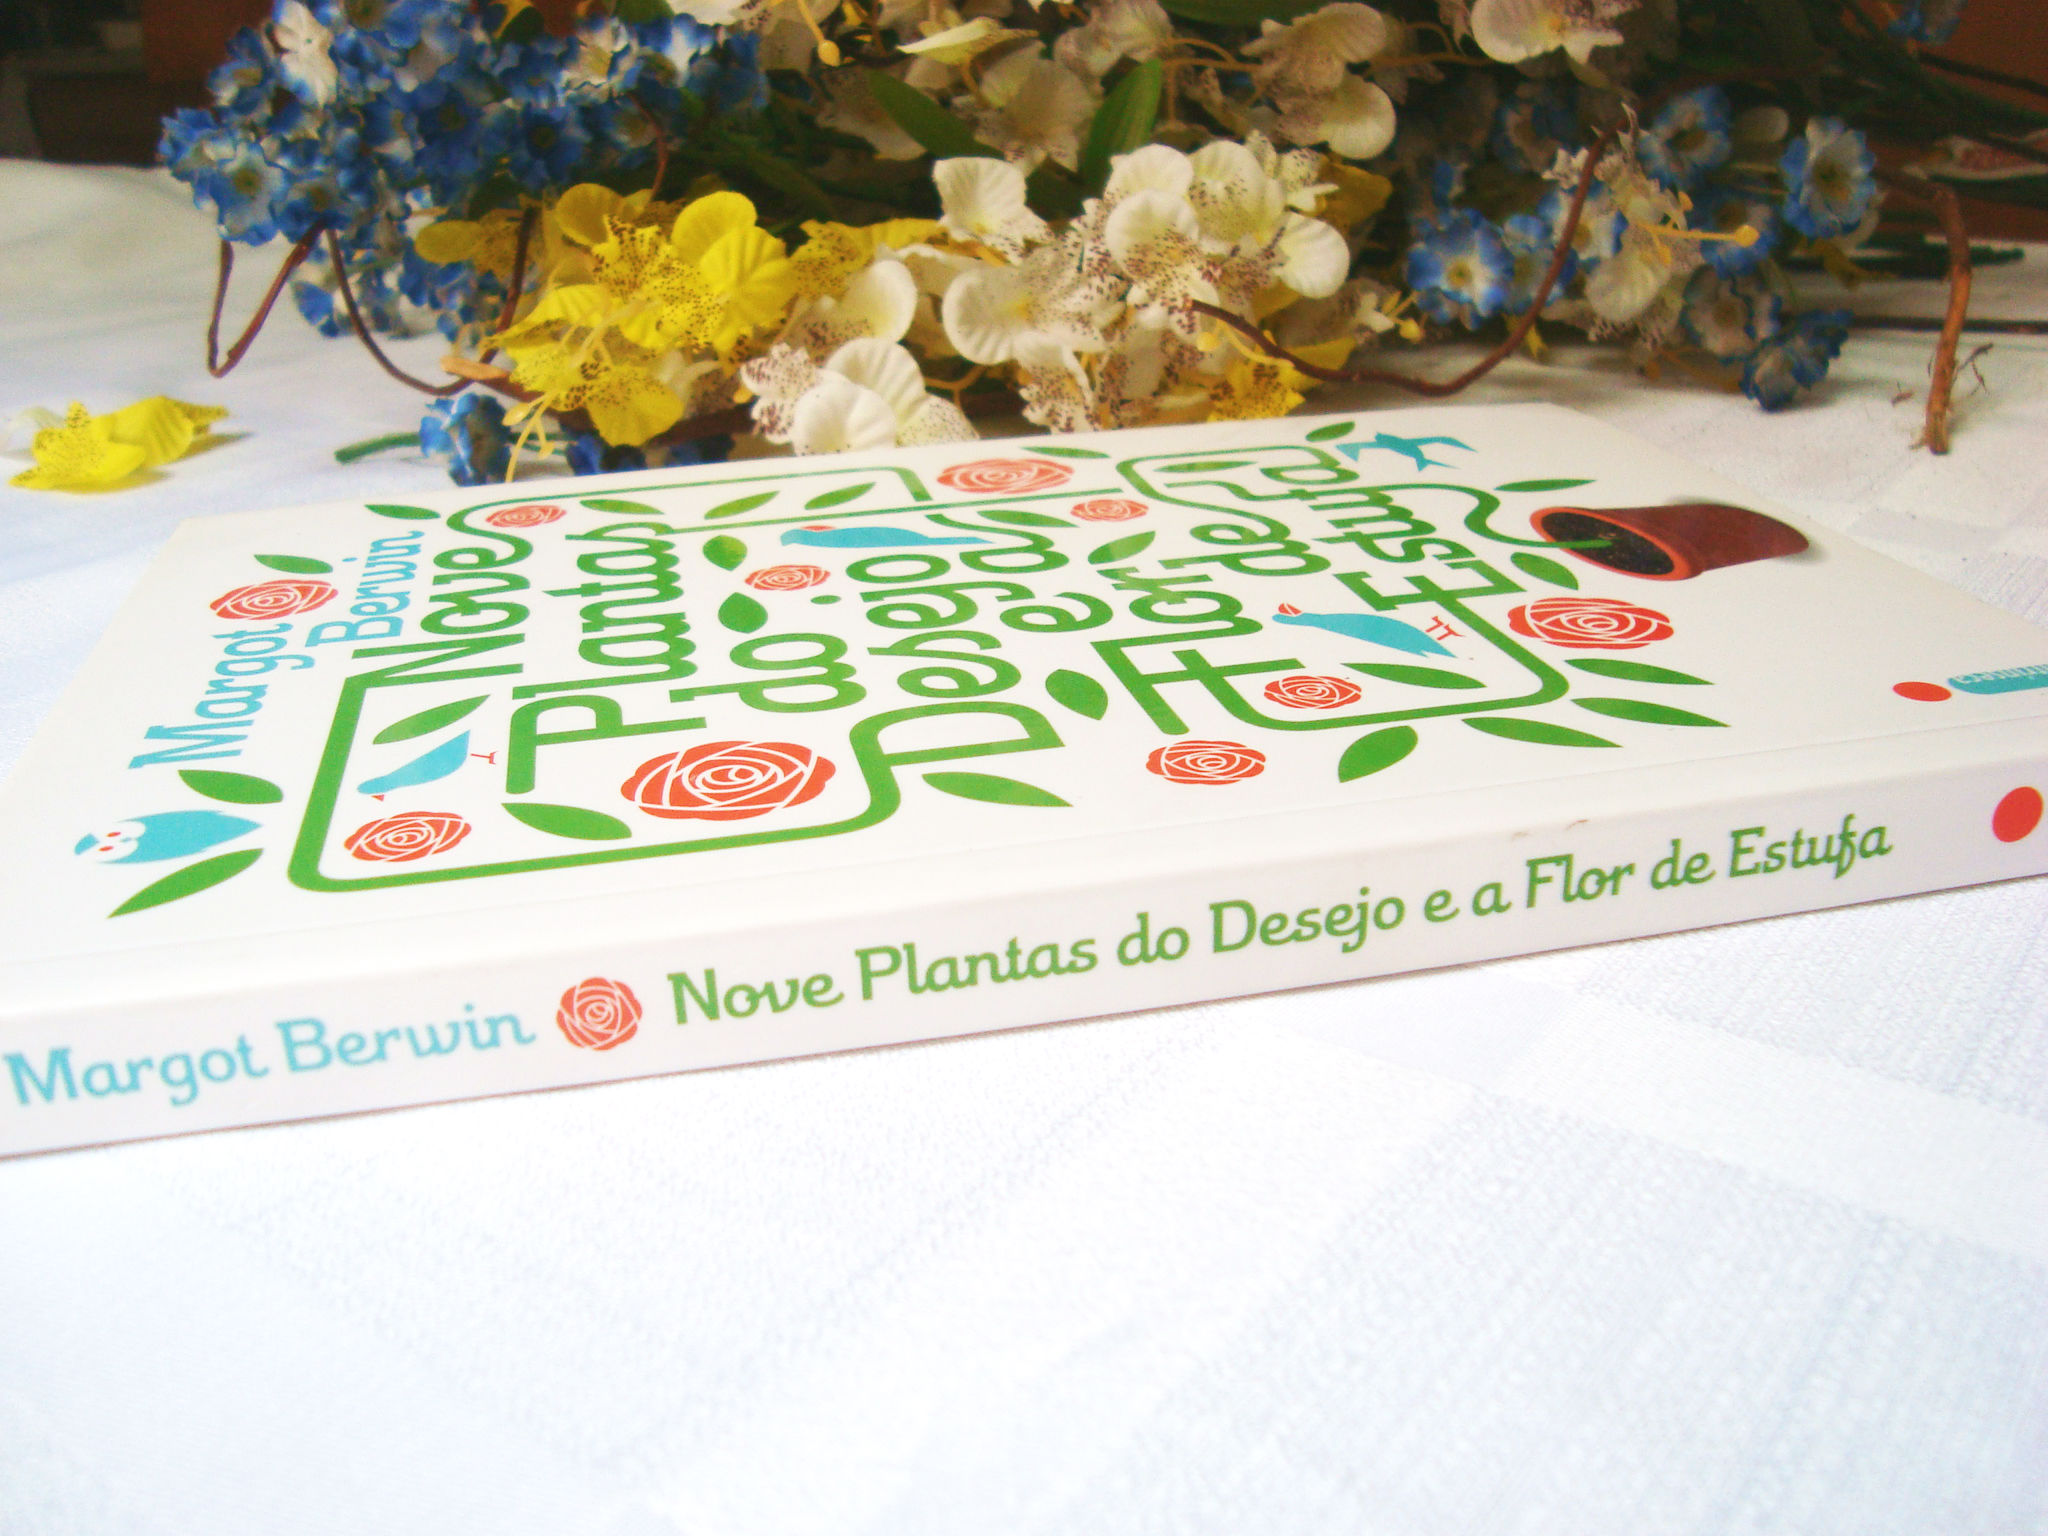 Margot
Berwin
Nove
Plantas
do
Desejo
e a
Flor
de
Estufa
Margot Berwin Nove Plantas do Desejo e a Flor de Estufa